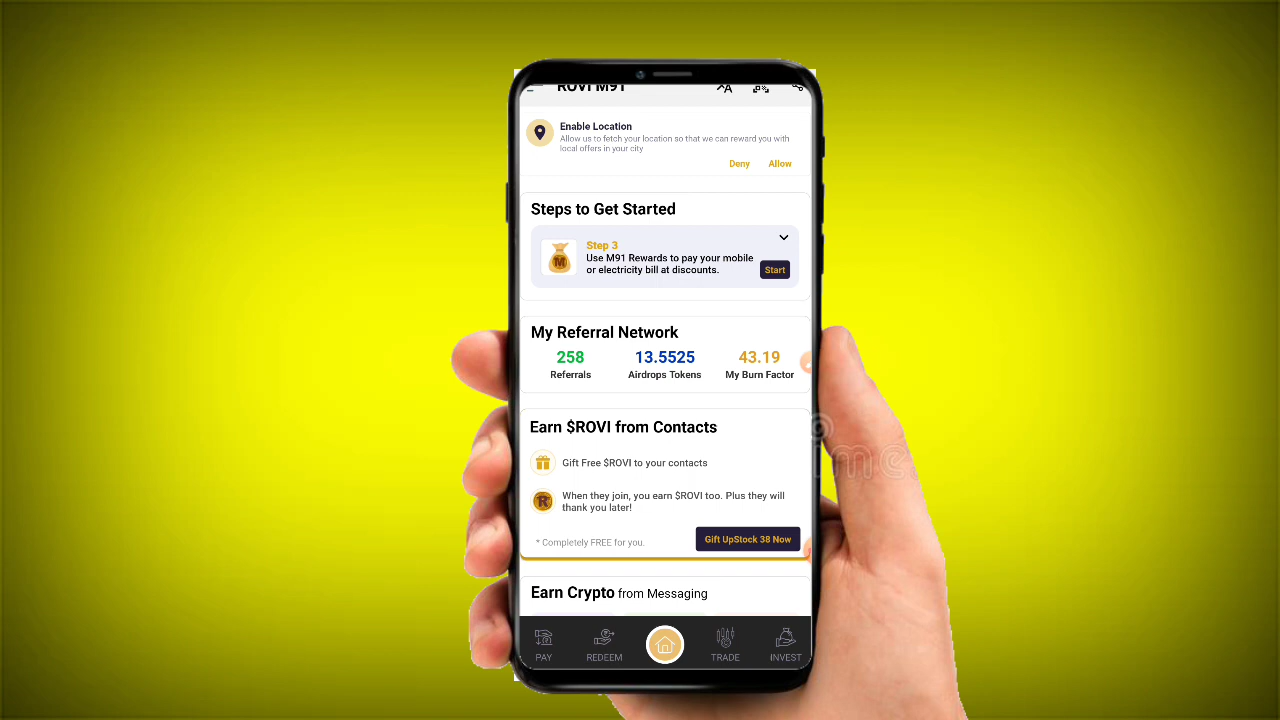 ROVI M91
Enable Location
Allow us to fetch your location so that we can reward you with
local offers in your city
Deny Allow
Steps to Get Started
Step 3
Use M91 Rewards to pay your mobile
or electricity bill at discounts.
Start
My Referral Network
258 13.5525 43.19
Referrals Airdrops Tokens My Burn Factor
Earn $ROVI from Contacts
Gift Free $ROVI to your contacts
When they join, you earn $ROVI too. Plus they will
thank you later!
* Completely FREE for you.
Gift UpStock 38 Now
Earn Crypto from Messaging
PAY REDEEM TRADE INVEST